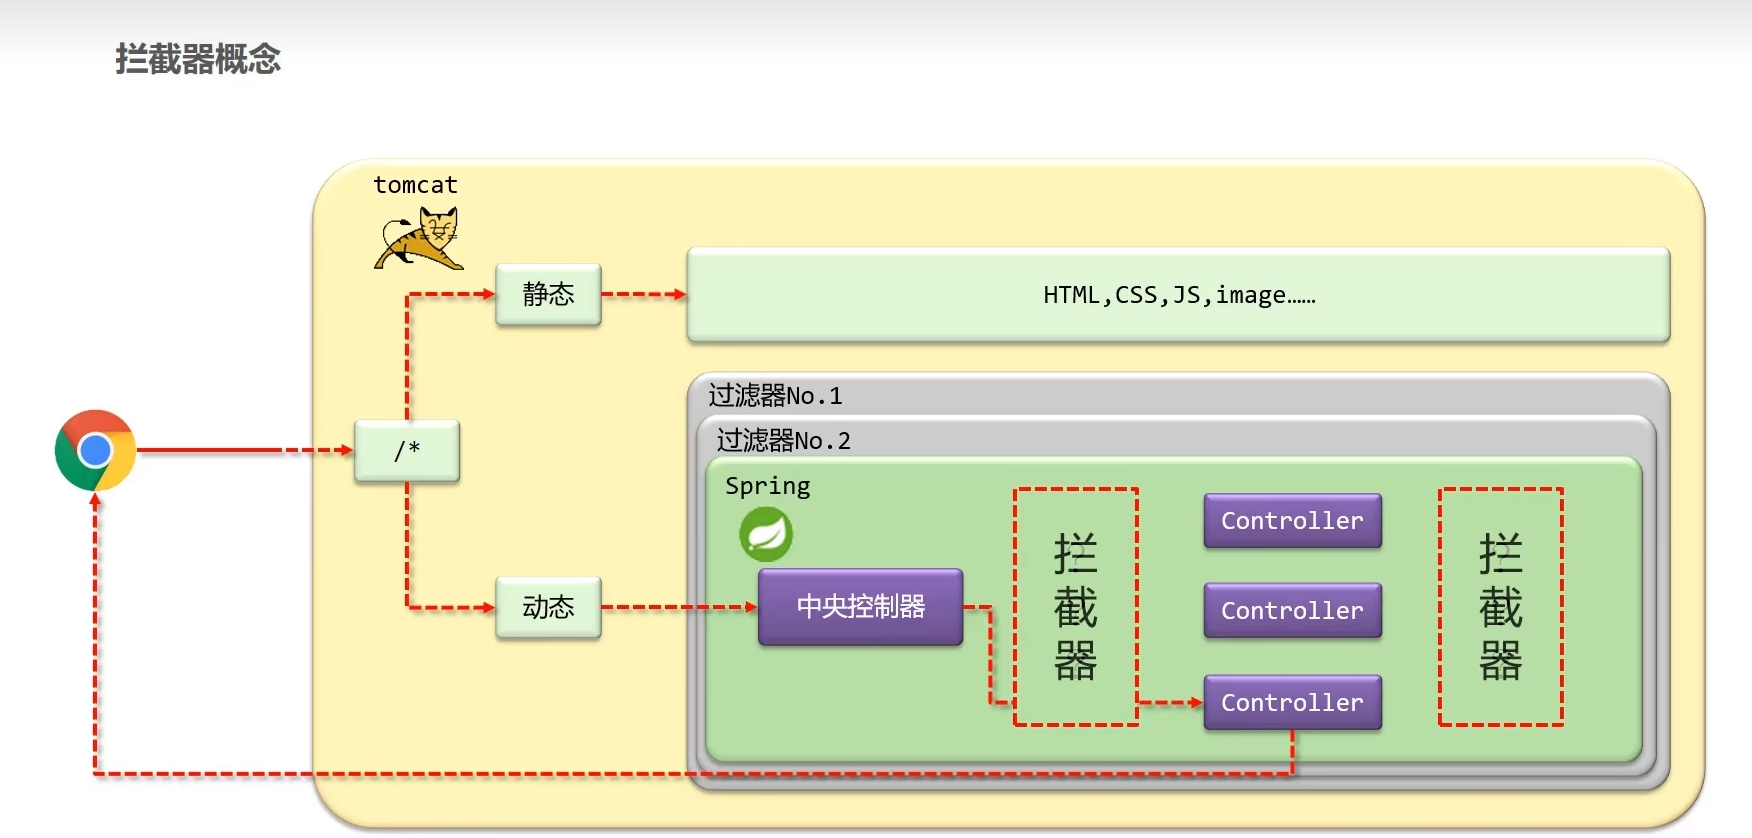 拦截器概念
tomcat
静态
HTML,CSS,JS,image……
/*
过滤器No.1
过滤器No.2
Spring
动态
中央控制器
拦
截
器
Controller
Controller
Controller
拦
截
器